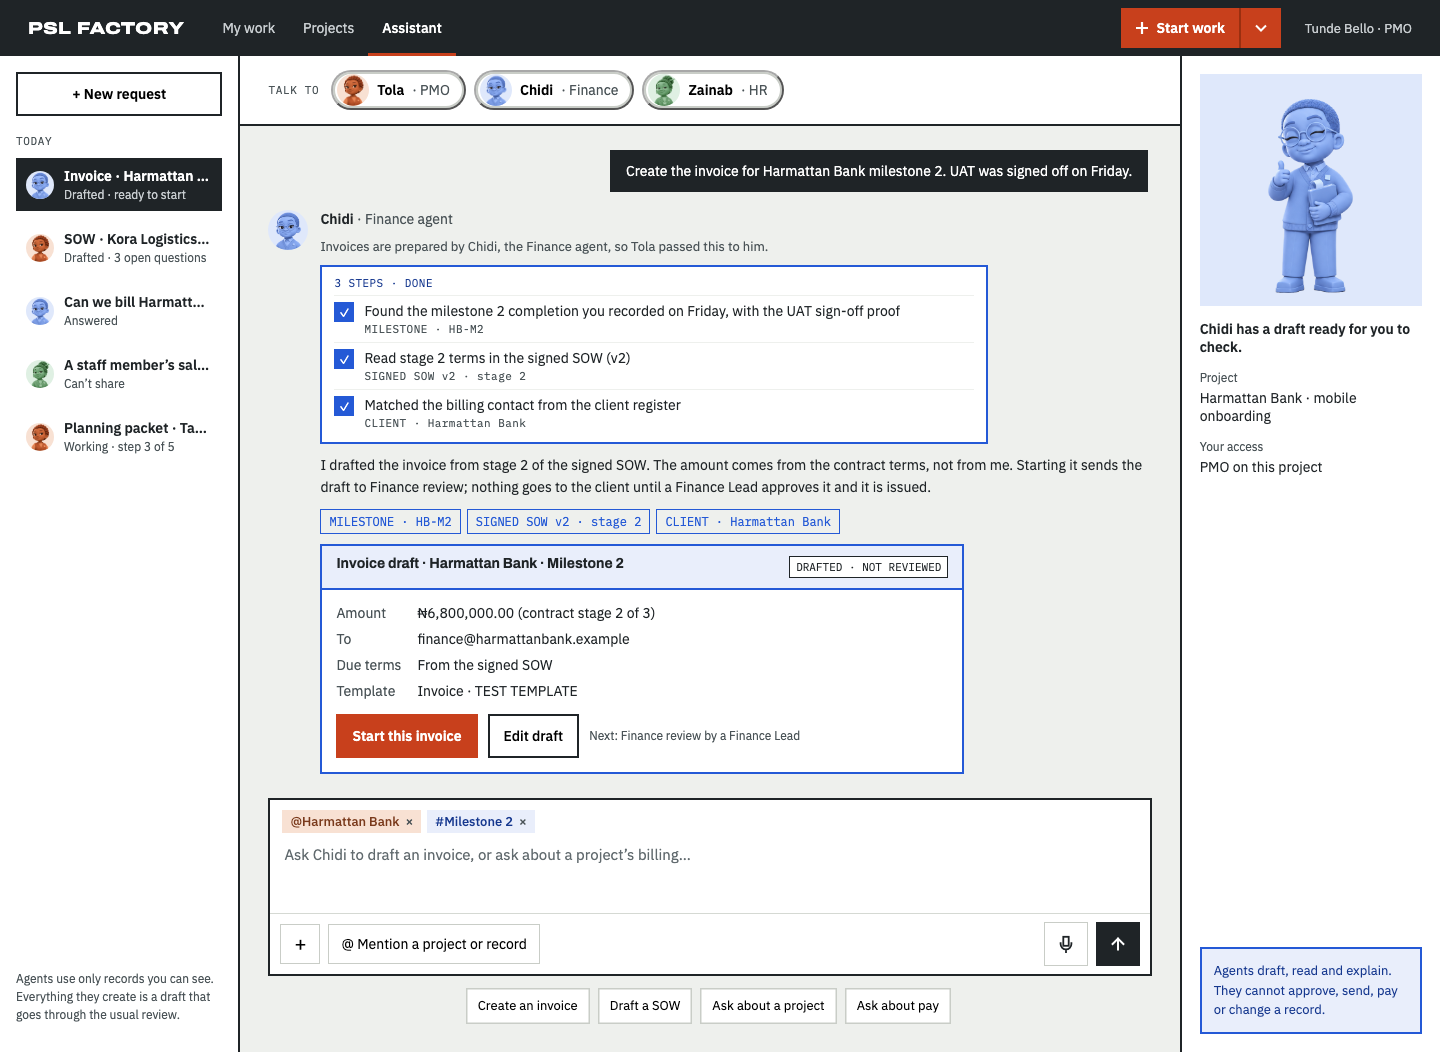 PSL FACTORY
My work
Projects
Assistant
+ Start work
Tunde Bello · PMO
+ New request
TODAY
Invoice · Harmattan ...
Drafted · ready to start
SOW · Kora Logistics...
Drafted · 3 open questions
Can we bill Harmatt...
Answered
A staff member’s sal...
Can’t share
Planning packet · Ta...
Working · step 3 of 5
Agents use only records you can see.
Everything they create is a draft that
goes through the usual review.
TALK TO
Tola · PMO
Chidi · Finance
Zainab · HR
Create the invoice for Harmattan Bank milestone 2. UAT was signed off on Friday.
Chidi · Finance agent
Invoices are prepared by Chidi, the Finance agent, so Tola passed this to him.
3 STEPS · DONE
Found the milestone 2 completion you recorded on Friday, with the UAT sign-off proof
MILESTONE · HB-M2
Read stage 2 terms in the signed SOW (v2)
SIGNED SOW v2 · stage 2
Matched the billing contact from the client register
CLIENT · Harmattan Bank
I drafted the invoice from stage 2 of the signed SOW. The amount comes from the contract terms, not from me. Starting it sends the
draft to Finance review; nothing goes to the client until a Finance Lead approves it and it is issued.
MILESTONE · HB-M2
SIGNED SOW v2 · stage 2
CLIENT · Harmattan Bank
Invoice draft · Harmattan Bank · Milestone 2
DRAFTED · NOT REVIEWED
Amount ₦6,800,000.00 (contract stage 2 of 3)
To finance@harmattanbank.example
Due terms From the signed SOW
Template Invoice · TEST TEMPLATE
Start this invoice
Edit draft
Next: Finance review by a Finance Lead
@Harmattan Bank ×
#Milestone 2 ×
Ask Chidi to draft an invoice, or ask about a project’s billing...
+
@ Mention a project or record
Create an invoice
Draft a SOW
Ask about a project
Ask about pay
Chidi has a draft ready for you to
check.
Project
Harmattan Bank · mobile
onboarding
Your access
PMO on this project
Agents draft, read and explain.
They cannot approve, send, pay
or change a record.